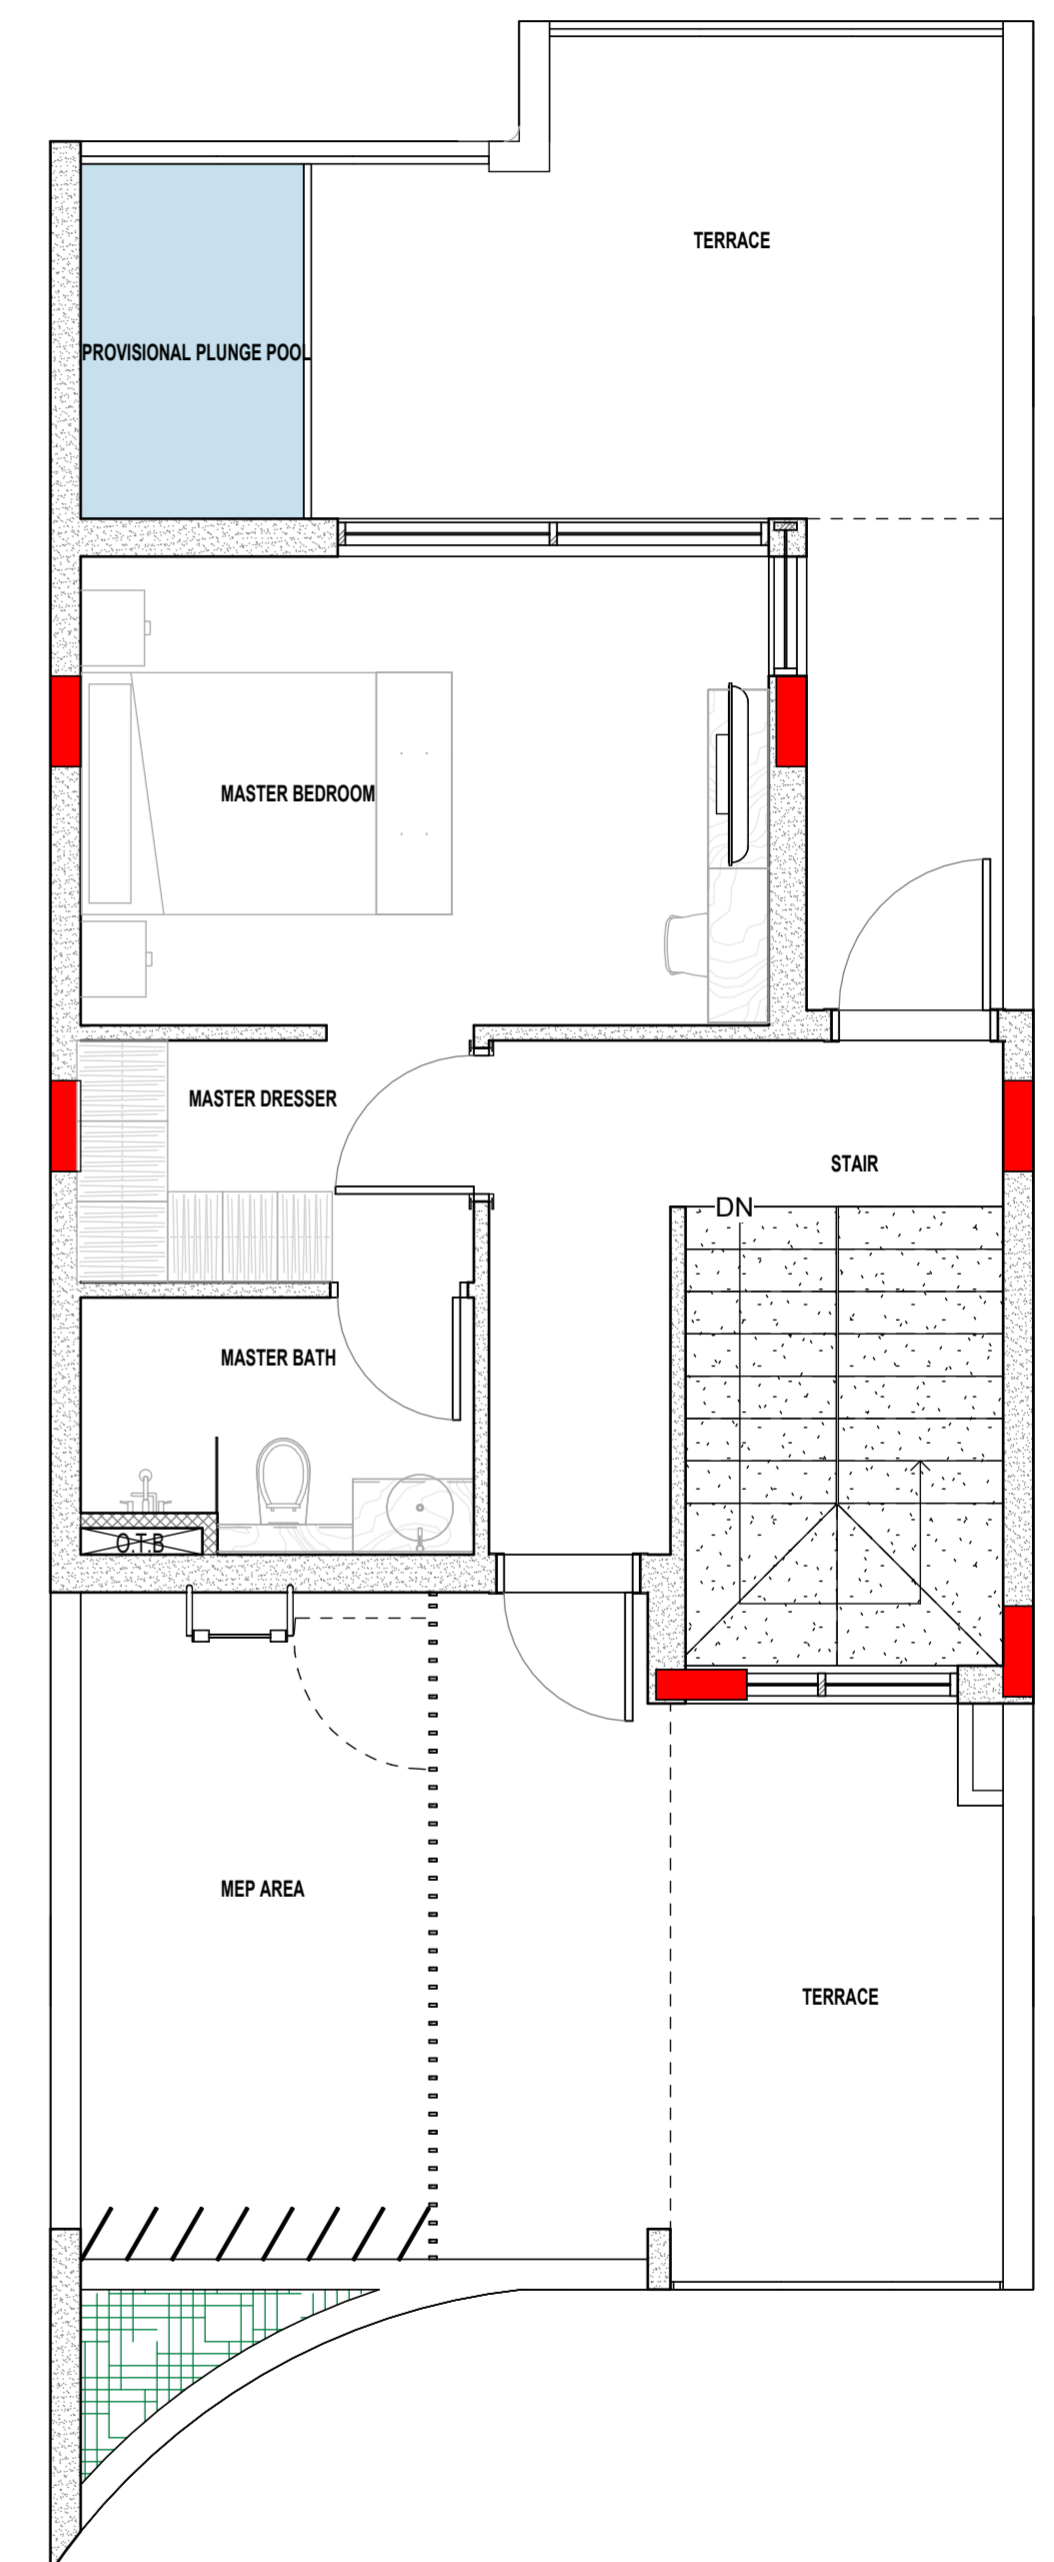 TERRACE
PROVISIONAL PLUNGE POOL
MASTER BEDROOM
MASTER DRESSER
STAIR
DN
MASTER BATH
O.T.B
MEP AREA
TERRACE